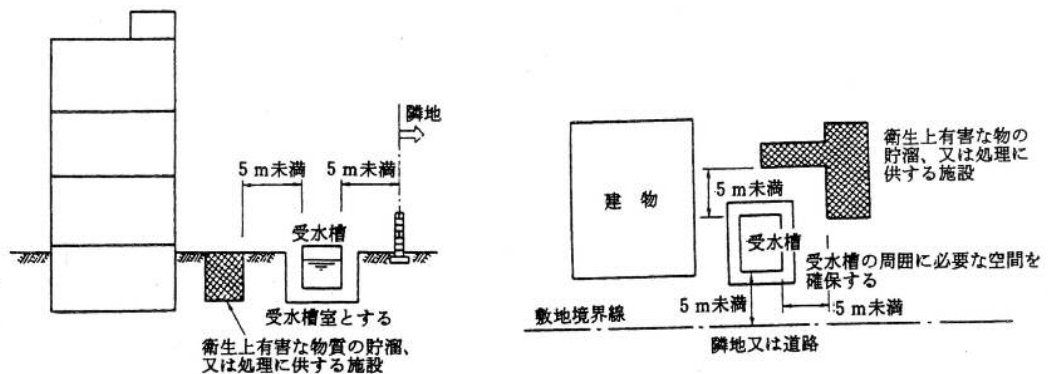 隣地
5m未満
5m未満
受水槽
受水槽室とする
衛生上有害な物質の貯溜、
又は処理に供する施設
衛生上有害な物の
貯溜、又は処理に
供する施設
建物
5m未満
受水槽
受水槽の周囲に必要な空間を
確保する
5m未満
5m未満
敷地境界線
隣地又は道路